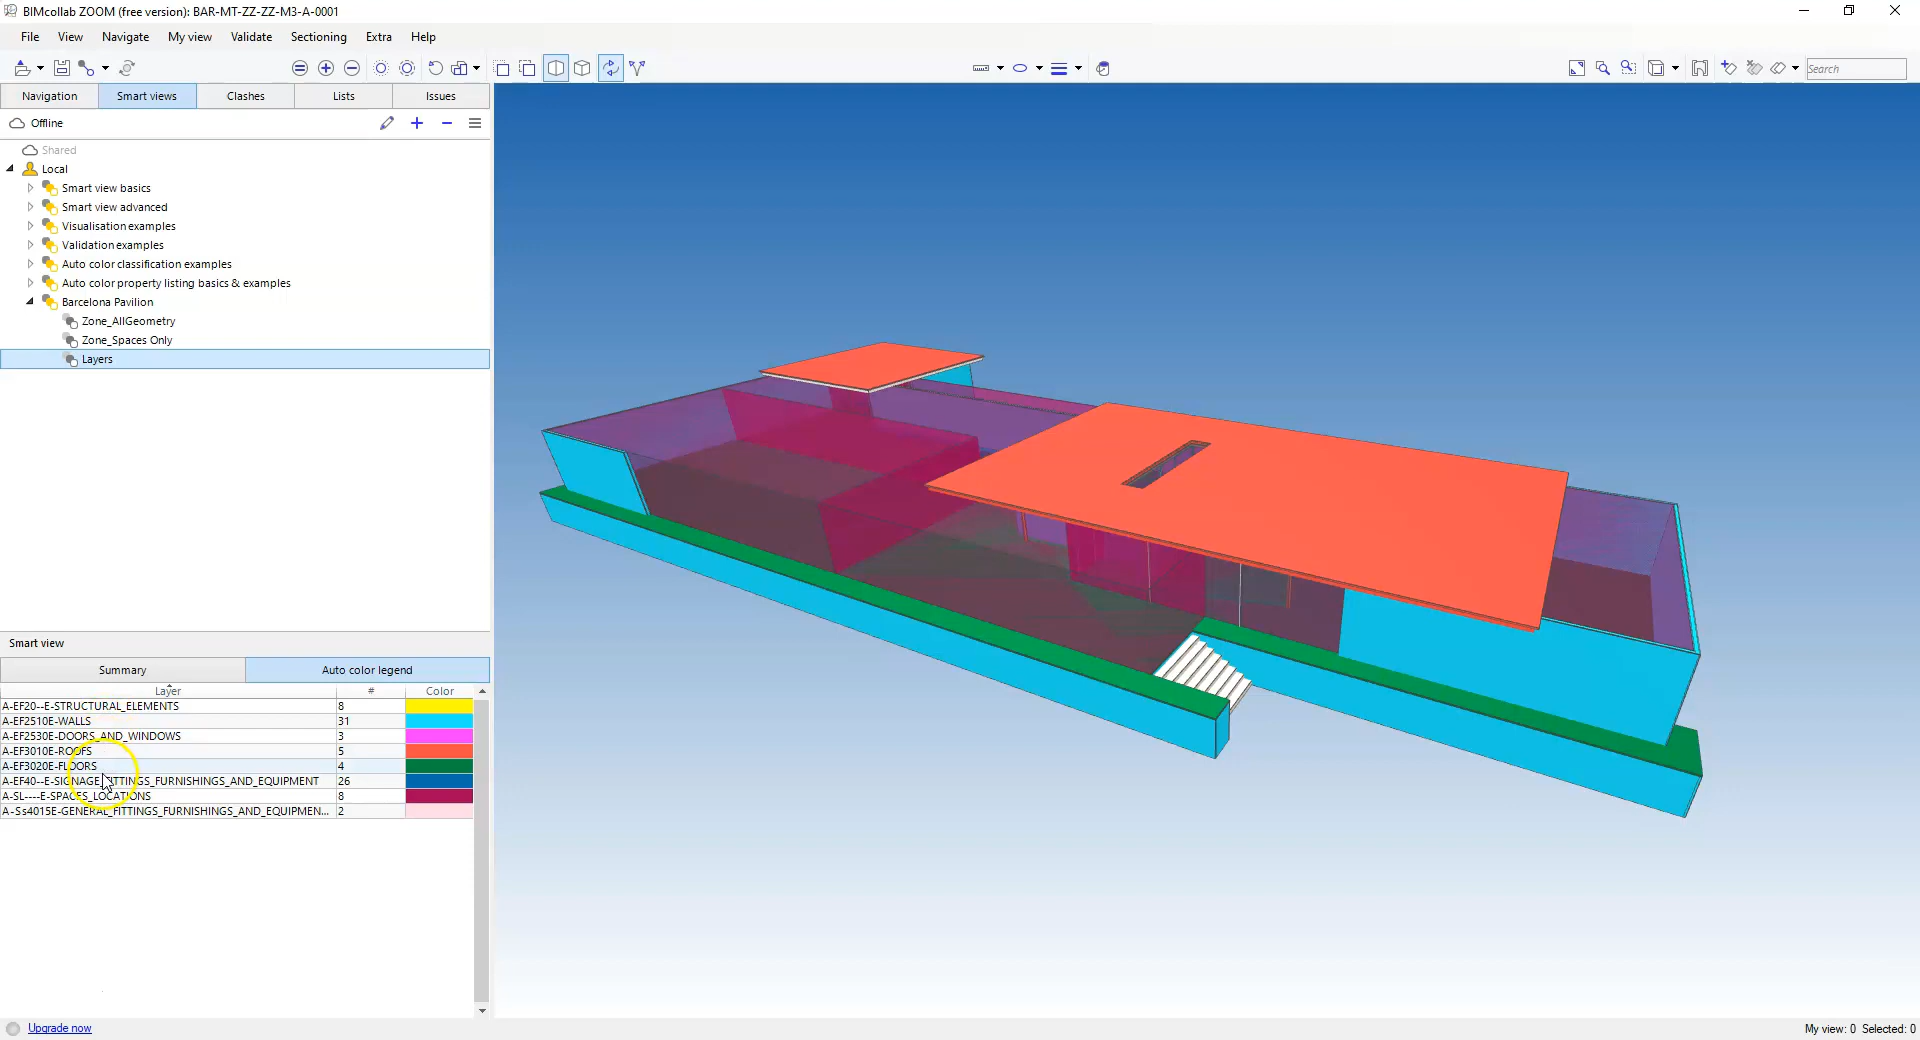 BIMcollab ZOOM (free version): BAR-MT-ZZ-ZZ-M3-A-0001
File View Navigate My view Validate Sectioning Extra Help
Search
Navigation Smart views Clashes Lists Issues
Offline
Shared
Local
Smart view basics
Smart view advanced
Visualisation examples
Validation examples
Auto color classification examples
Auto color property listing basics & examples
Barcelona Pavilion
Zone_AllGeometry
Zone_Spaces Only
Layers
Smart view
Summary Auto color legend
Layer # Color
A-EF20--E-STRUCTURAL_ELEMENTS 8
A-EF2510E-WALLS 31
A-EF2530E-DOORS_AND_WINDOWS 3
A-EF3010E-ROOFS 5
A-EF3020E-FLOORS 4
A-EF40--E-SIGNAGE_FITTINGS_FURNISHINGS_AND_EQUIPMENT 26
A-SL----E-SPACES_LOCATIONS 8
A-Ss4015E-GENERAL_FITTINGS_FURNISHINGS_AND_EQUIPMEN... 2
Upgrade now
My view: 0 Selected: 0